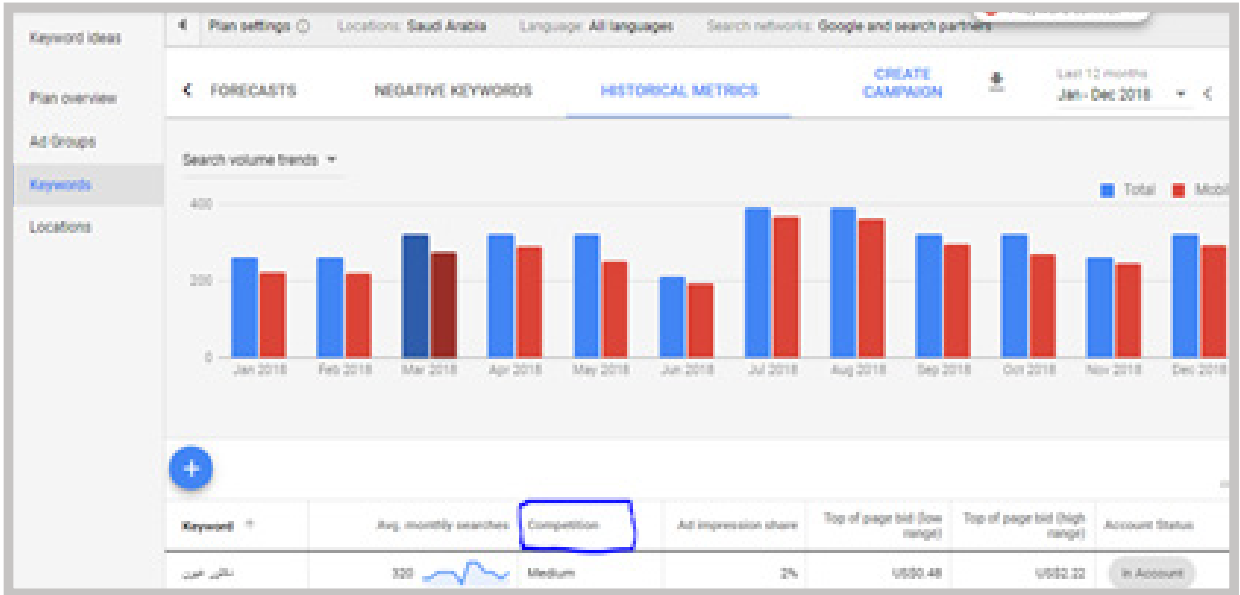 Keyword ideas
Plan overview
Ad Groups
Keywords
Locations
Plan settings Locations: Saudi Arabia Language: All languages Search networks: Google and search partners
FORECASTS NEGATIVE KEYWORDS HISTORICAL METRICS CREATE CAMPAIGN
Last 12 months
Jan - Dec 2018
Search volume trends
Total
400
200
0
Jan 2018 Feb 2018 Mar 2018 Apr 2018 May 2018 Jun 2018 Jul 2018 Aug 2018 Sep 2018 Oct 2018 Nov 2018 Dec 2018
Keyword Avg. monthly searches Competition Ad impression share Top of page bid (low range) Top of page bid (high range) Account Status
320 Medium 2% US$0.48 US$2.22 In Account